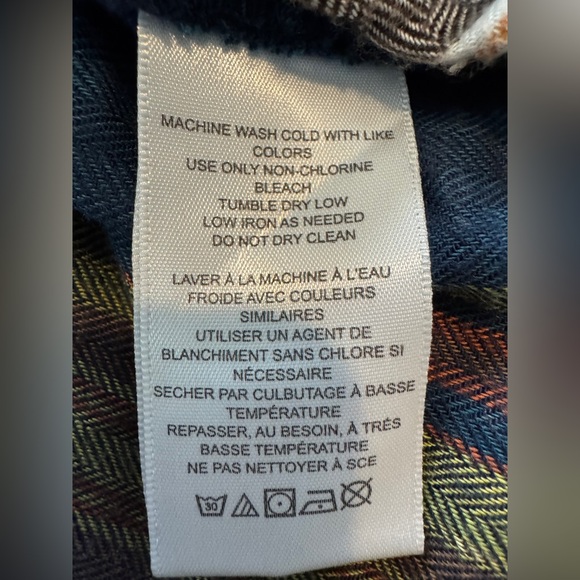 MACHINE WASH COLD WITH LIKE
COLORS
USE ONLY NON-CHLORINE
BLEACH
TUMBLE DRY LOW
LOW IRON AS NEEDED
DO NOT DRY CLEAN
LAVER À LA MACHINE À L'EAU
FROIDE AVEC COULEURS
SIMILAIRES
UTILISER UN AGENT DE
BLANCHIMENT SANS CHLORE SI
NÉCESSAIRE
SECHER PAR CULBUTAGE À BASSE
TEMPÉRATURE
REPASSER, AU BESOIN, À TRÉS
BASSE TEMPÉRATURE
NE PAS NETTOYER À SCE
30